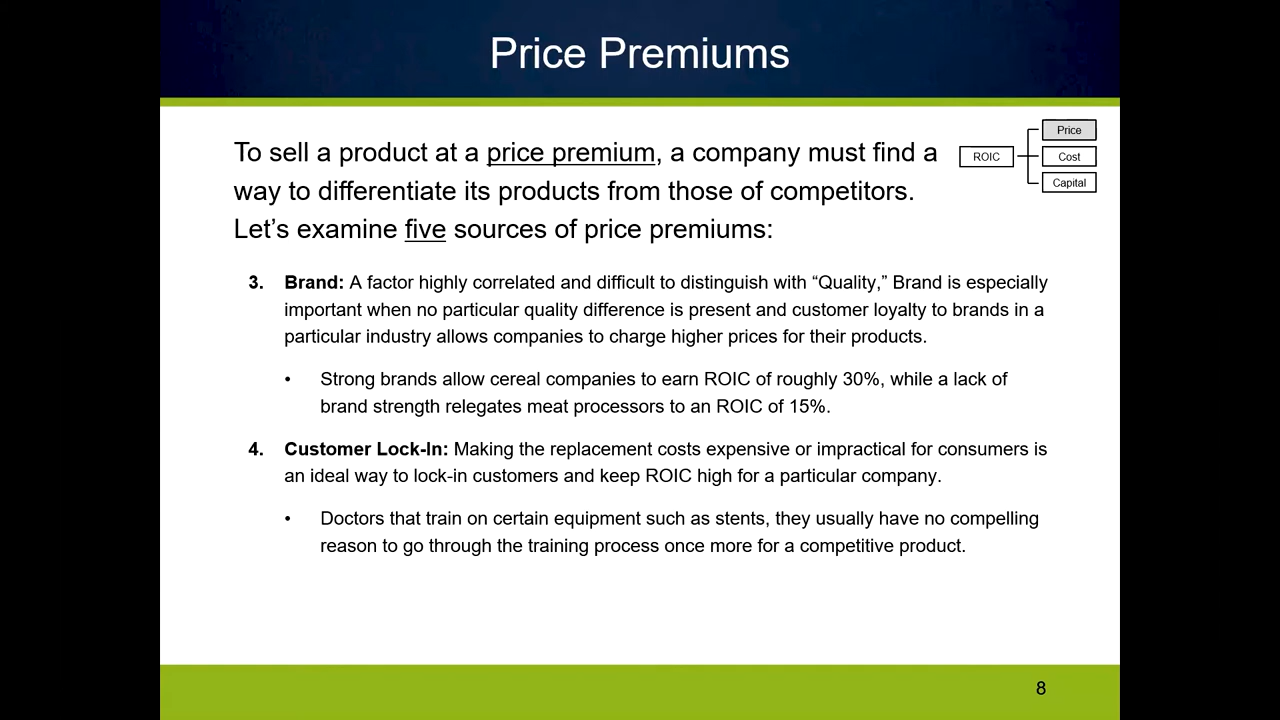 Price Premiums
To sell a product at a price premium, a company must find a
way to differentiate its products from those of competitors.
Let’s examine five sources of price premiums:
ROIC
Price
Cost
Capital
3. Brand: A factor highly correlated and difficult to distinguish with “Quality,” Brand is especially
important when no particular quality difference is present and customer loyalty to brands in a
particular industry allows companies to charge higher prices for their products.
• Strong brands allow cereal companies to earn ROIC of roughly 30%, while a lack of
brand strength relegates meat processors to an ROIC of 15%.
4. Customer Lock-In: Making the replacement costs expensive or impractical for consumers is
an ideal way to lock-in customers and keep ROIC high for a particular company.
• Doctors that train on certain equipment such as stents, they usually have no compelling
reason to go through the training process once more for a competitive product.
8